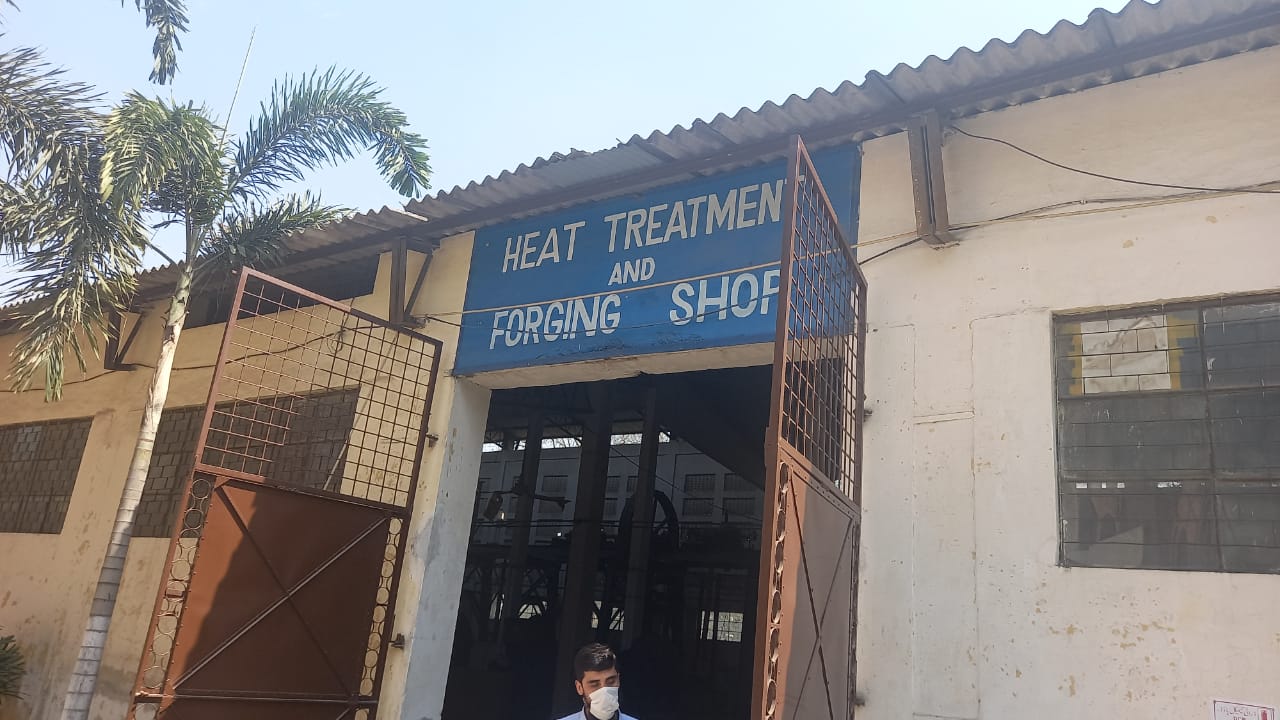 HEAT TREATMENT
AND
FORGING SHOP